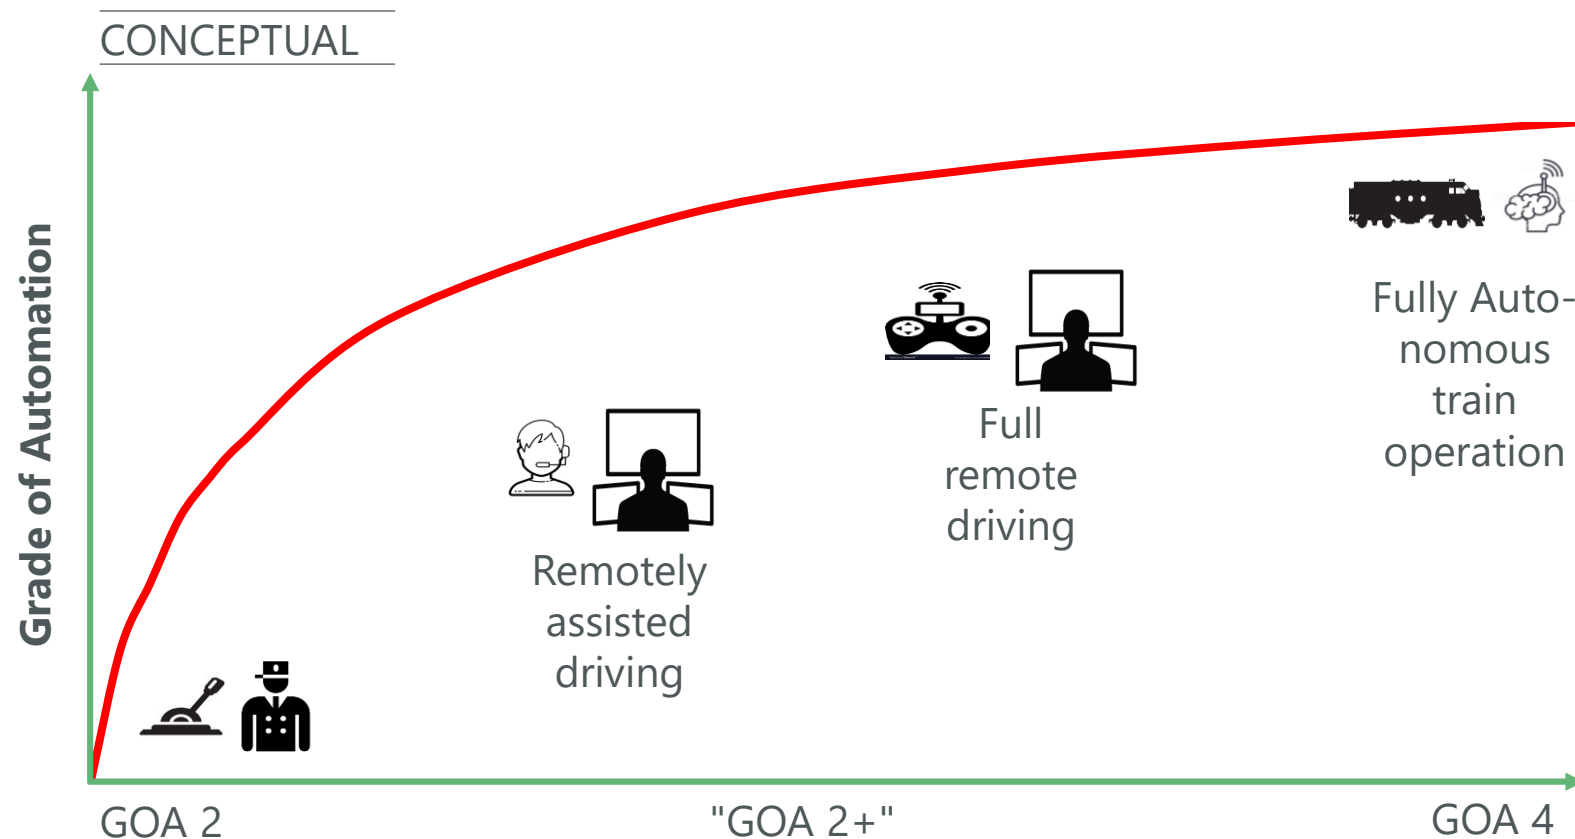 CONCEPTUAL
Grade of Automation
Fully Auto-
nomous
train
operation
Full
remote
driving
Remotely
assisted
driving
GOA 2
"GOA 2+"
GOA 4